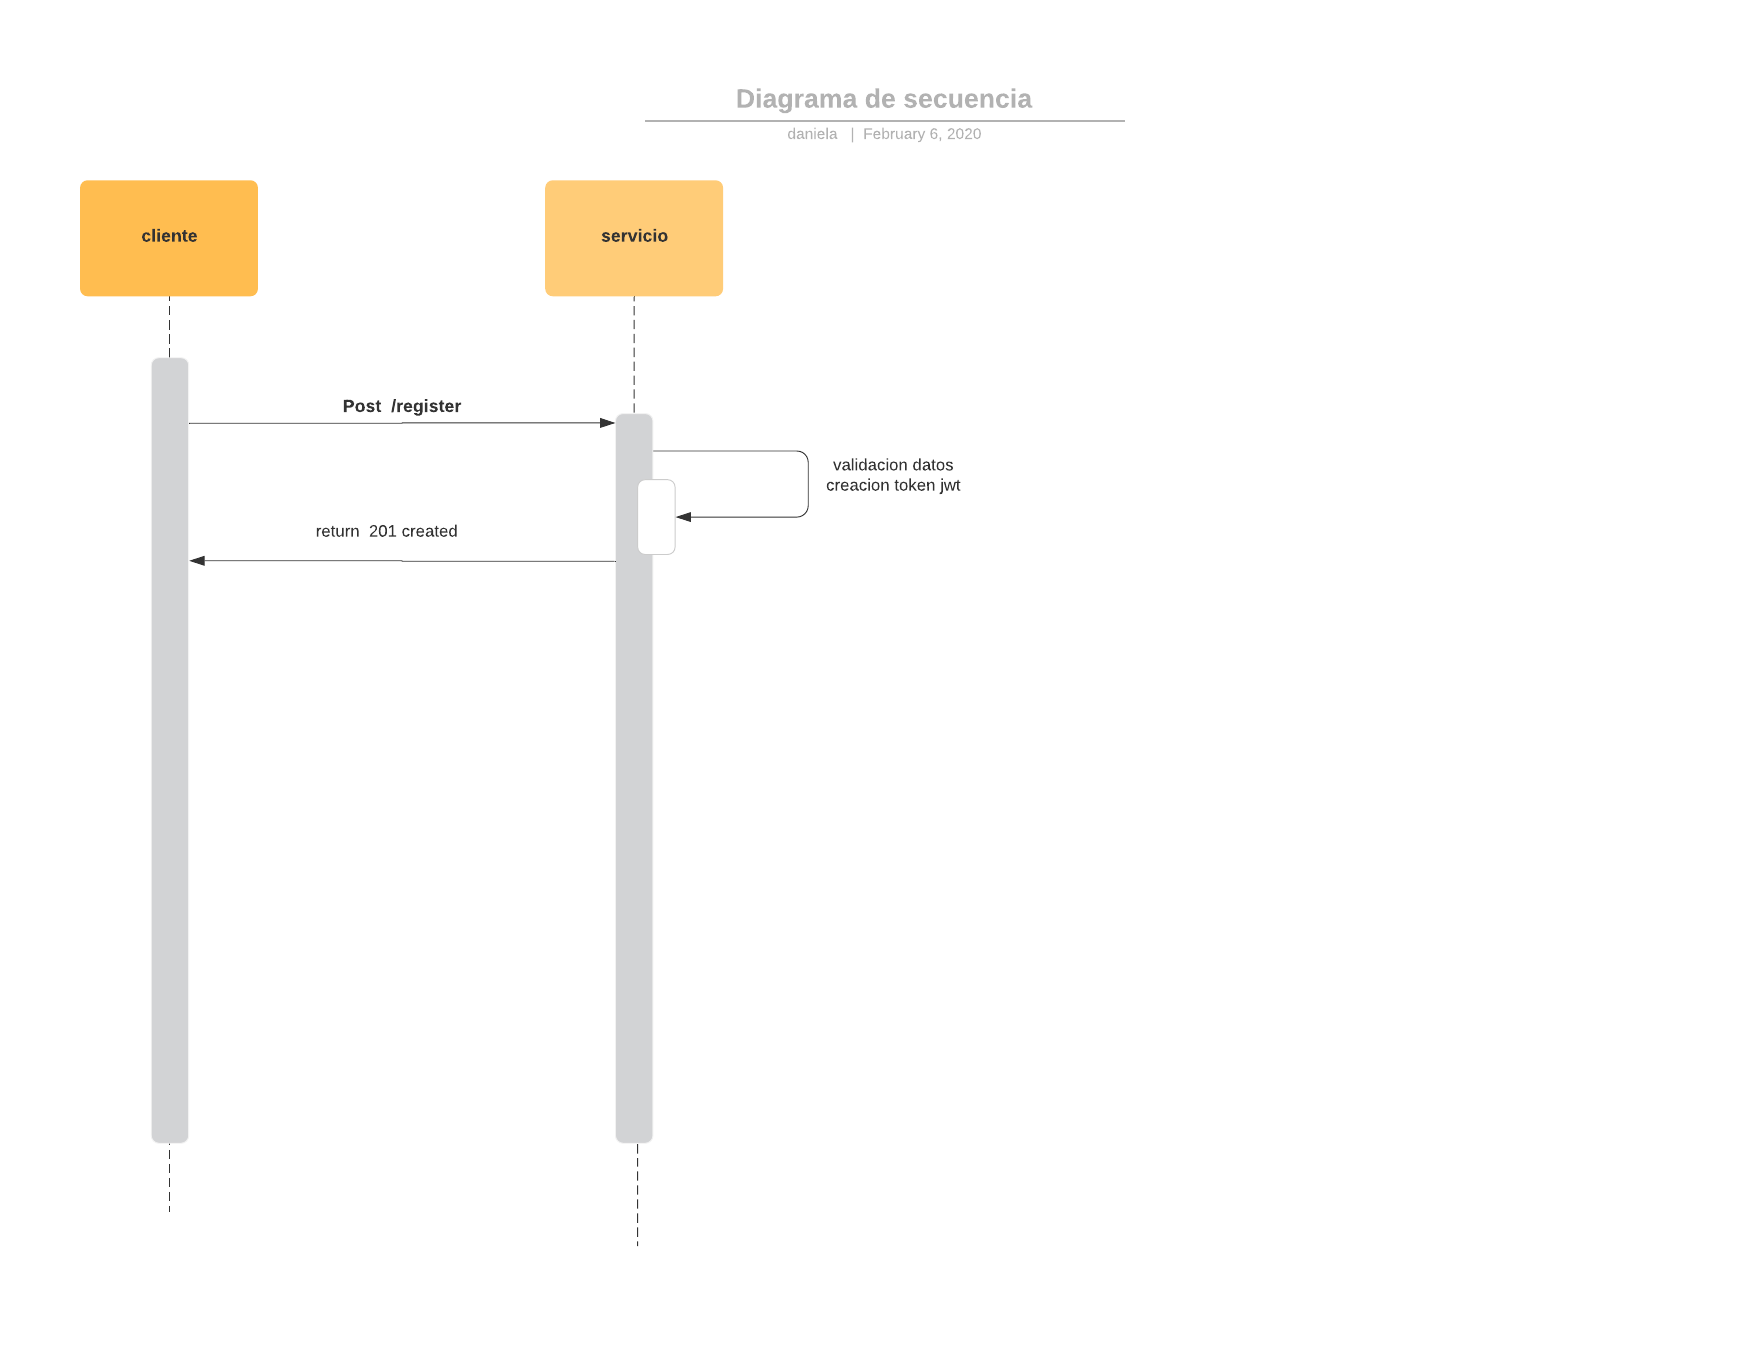 Diagrama de secuencia
daniela | February 6, 2020
cliente
servicio
Post /register
validacion datos
creacion token jwt
return 201 created